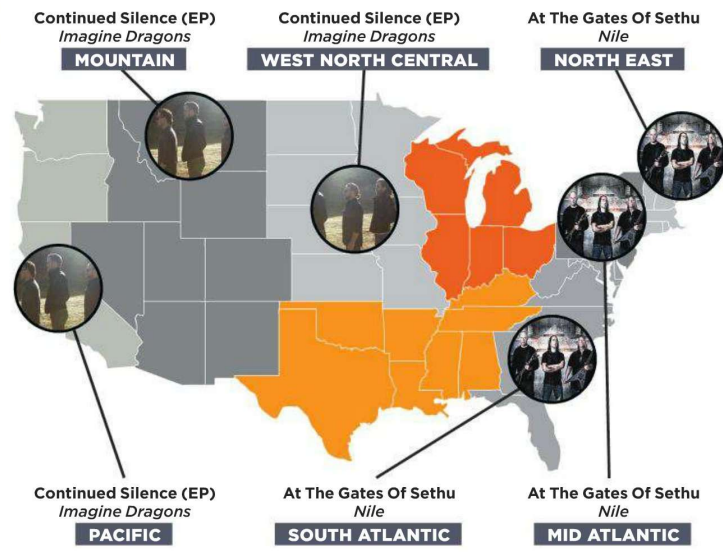 Continued Silence (EP)
Imagine Dragons
MOUNTAIN
Continued Silence (EP)
Imagine Dragons
WEST NORTH CENTRAL
At The Gates Of Sethu
Nile
NORTH EAST
Continued Silence (EP)
Imagine Dragons
PACIFIC
At The Gates Of Sethu
Nile
SOUTH ATLANTIC
At The Gates Of Sethu
Nile
MID ATLANTIC